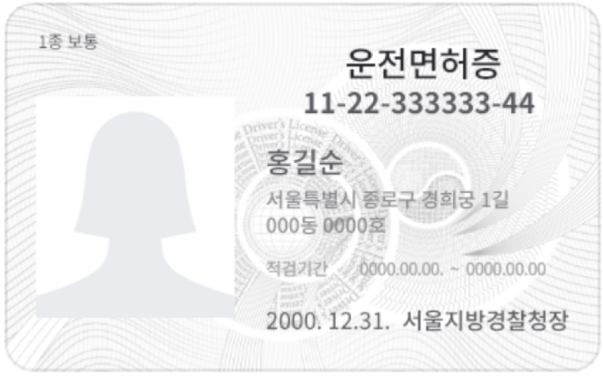 1종 보통
운전면허증
11-22-333333-44
Driver's License
홍길순
서울특별시 종로구 경희궁 1길
000동 0000호
적검기간 0000.00.00. ~ 0000.00.00
2000. 12.31. 서울지방경찰청장